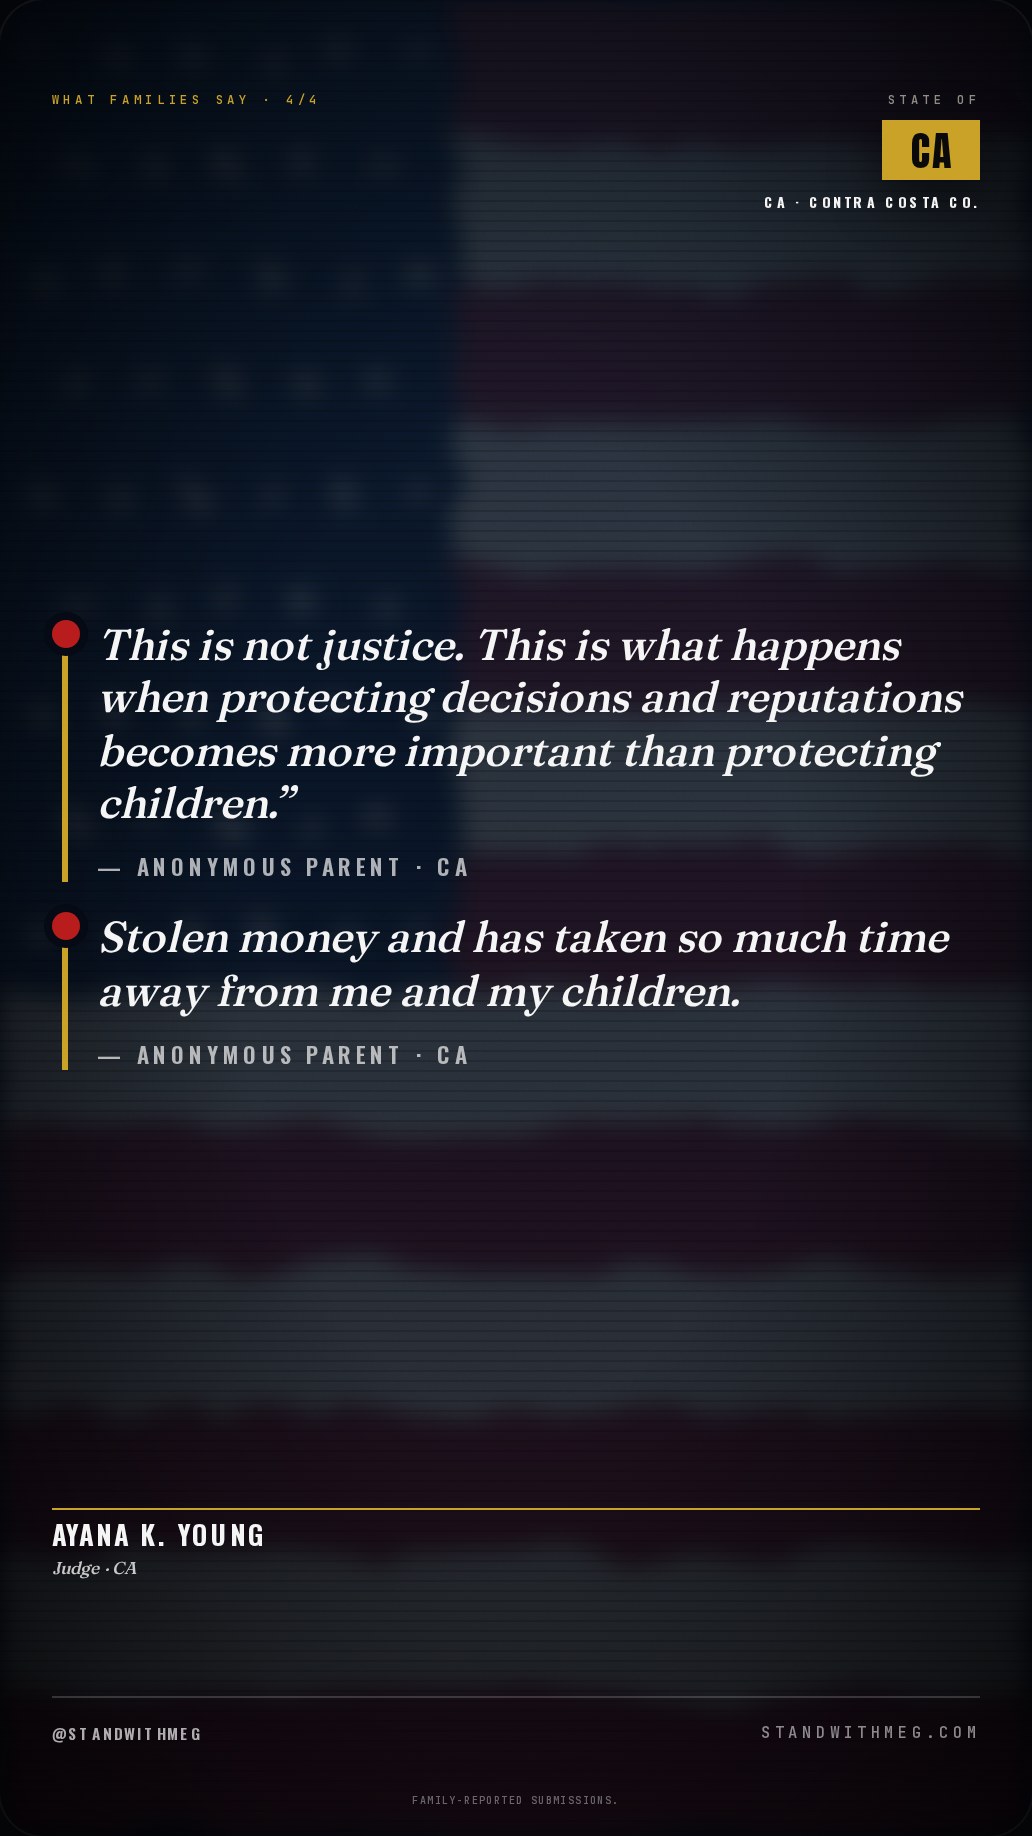 WHAT FAMILIES SAY · 4/4
STATE OF
CA
CA · CONTRA COSTA CO.
This is not justice. This is what happens
when protecting decisions and reputations
becomes more important than protecting
children.”
— ANONYMOUS PARENT · CA
Stolen money and has taken so much time
away from me and my children.
— ANONYMOUS PARENT · CA
AYANA K. YOUNG
Judge · CA
@STANDWITHMEG
STANDWITHMEG.COM
FAMILY-REPORTED SUBMISSIONS.